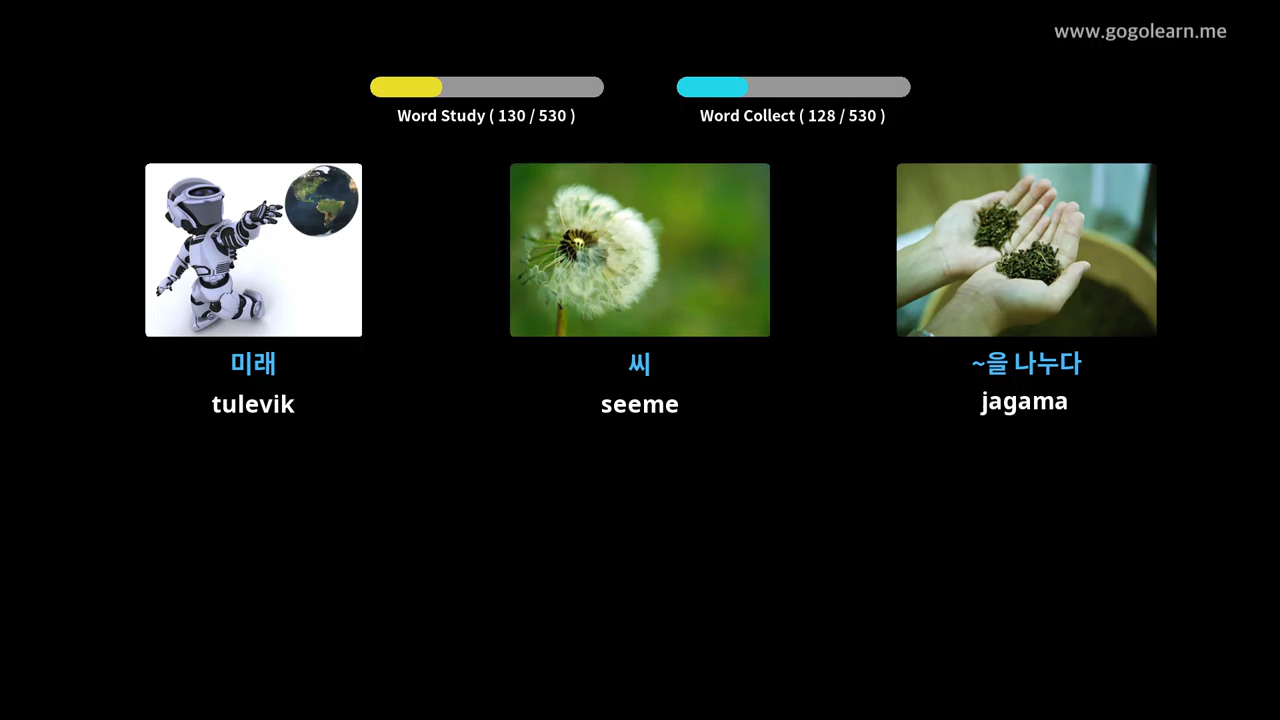 www.gogolearn.me
Word Study ( 130 / 530 )
Word Collect ( 128 / 530 )
미래
씨
~을 나누다
tulevik
seeme
jagama